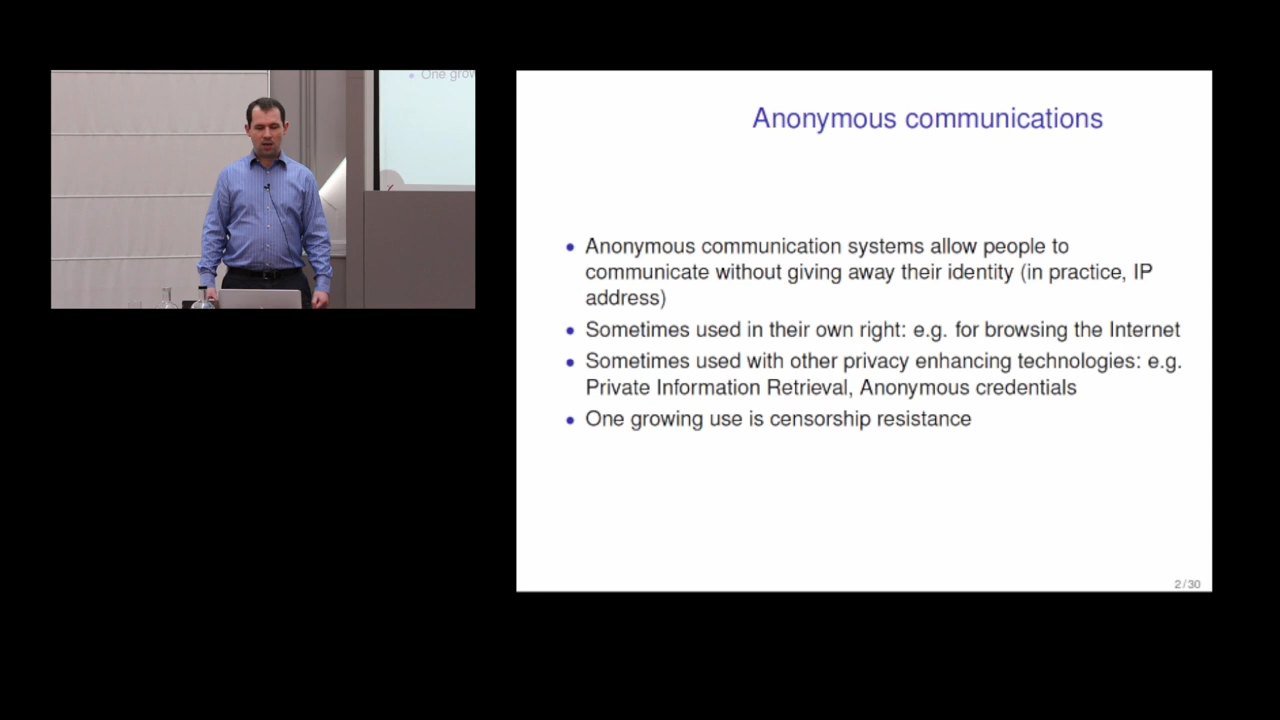 • One grow
Anonymous communications
• Anonymous communication systems allow people to
communicate without giving away their identity (in practice, IP
address)
• Sometimes used in their own right: e.g. for browsing the Internet
• Sometimes used with other privacy enhancing technologies: e.g.
Private Information Retrieval, Anonymous credentials
• One growing use is censorship resistance
2/30